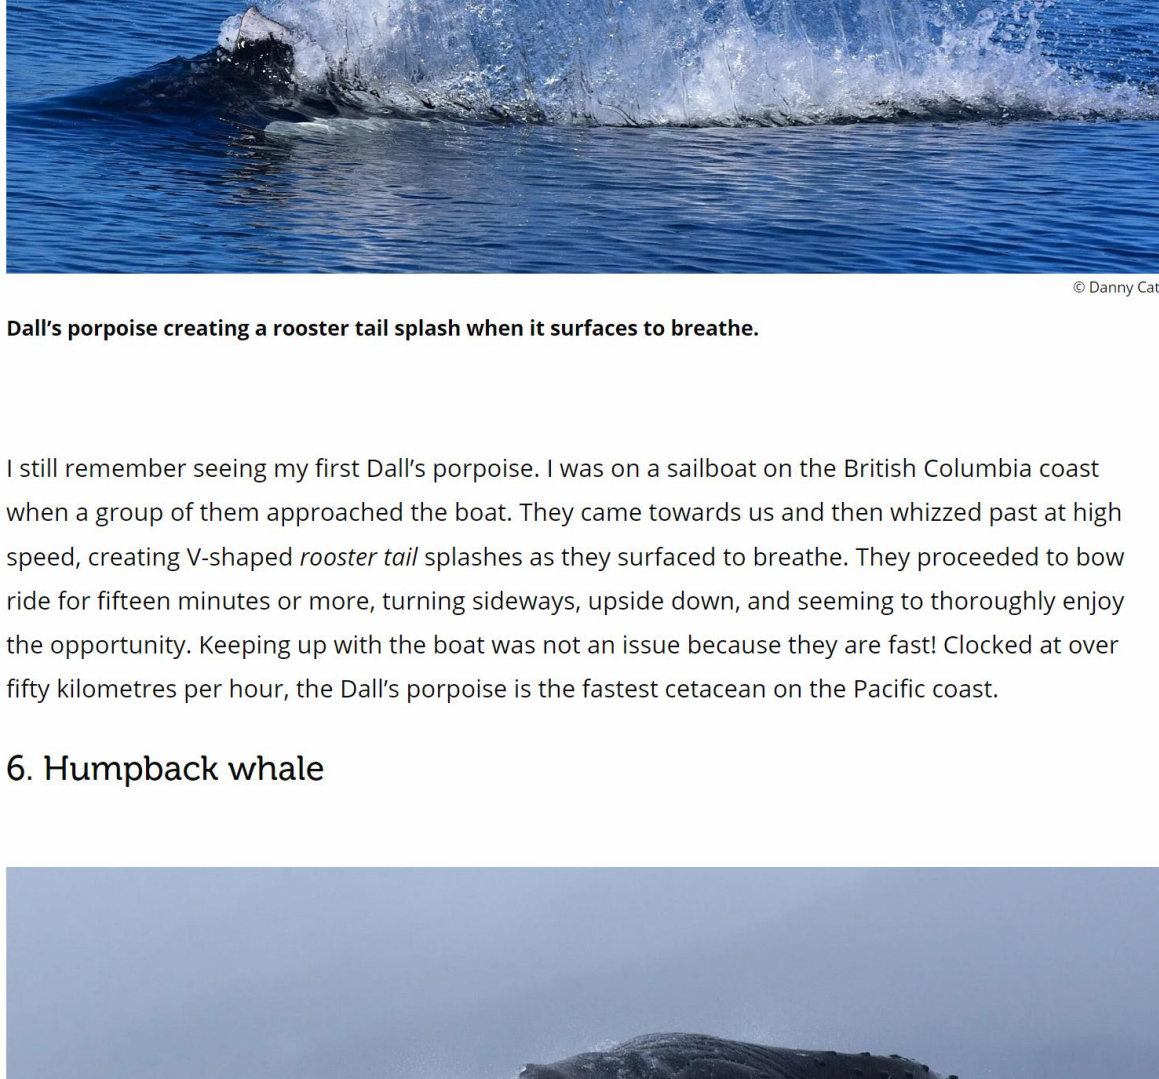 © Danny Cat
Dall’s porpoise creating a rooster tail splash when it surfaces to breathe.
I still remember seeing my first Dall’s porpoise. I was on a sailboat on the British Columbia coast
when a group of them approached the boat. They came towards us and then whizzed past at high
speed, creating V-shaped rooster tail splashes as they surfaced to breathe. They proceeded to bow
ride for fifteen minutes or more, turning sideways, upside down, and seeming to thoroughly enjoy
the opportunity. Keeping up with the boat was not an issue because they are fast! Clocked at over
fifty kilometres per hour, the Dall’s porpoise is the fastest cetacean on the Pacific coast.
6. Humpback whale